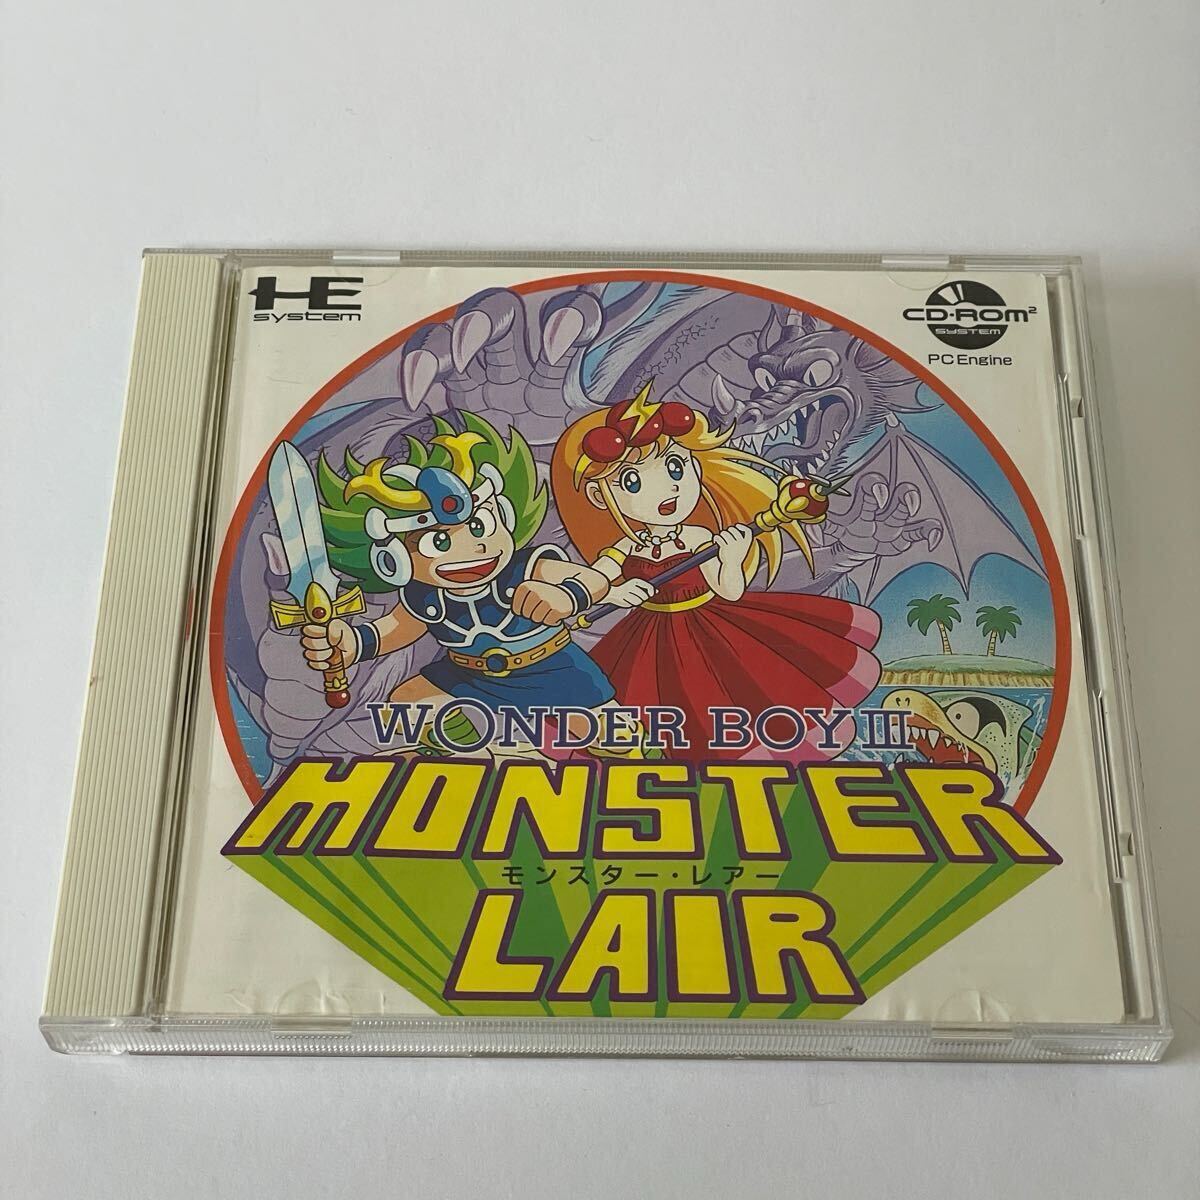 HE
system
CD-ROM²
SYSTEM
PC Engine
WONDER BOY III
MONSTER
モンスター・レアー
LAIR